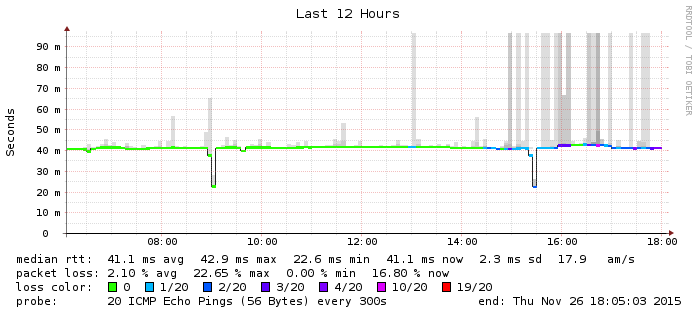 Last 12 Hours
RRDTOOL / TOBI OETIKER
Seconds
90 m
80 m
70 m
60 m
50 m
40 m
30 m
20 m
10 m
0
08:00 10:00 12:00 14:00 16:00 18:00
median rtt: 41.1 ms avg 42.9 ms max 22.6 ms min 41.1 ms now 2.3 ms sd 17.9 am/s
packet loss: 2.10 % avg 22.65 % max 0.00 % min 16.80 % now
loss color: 0 1/20 2/20 3/20 4/20 10/20 19/20
probe: 20 ICMP Echo Pings (56 Bytes) every 300s end: Thu Nov 26 18:05:03 2015